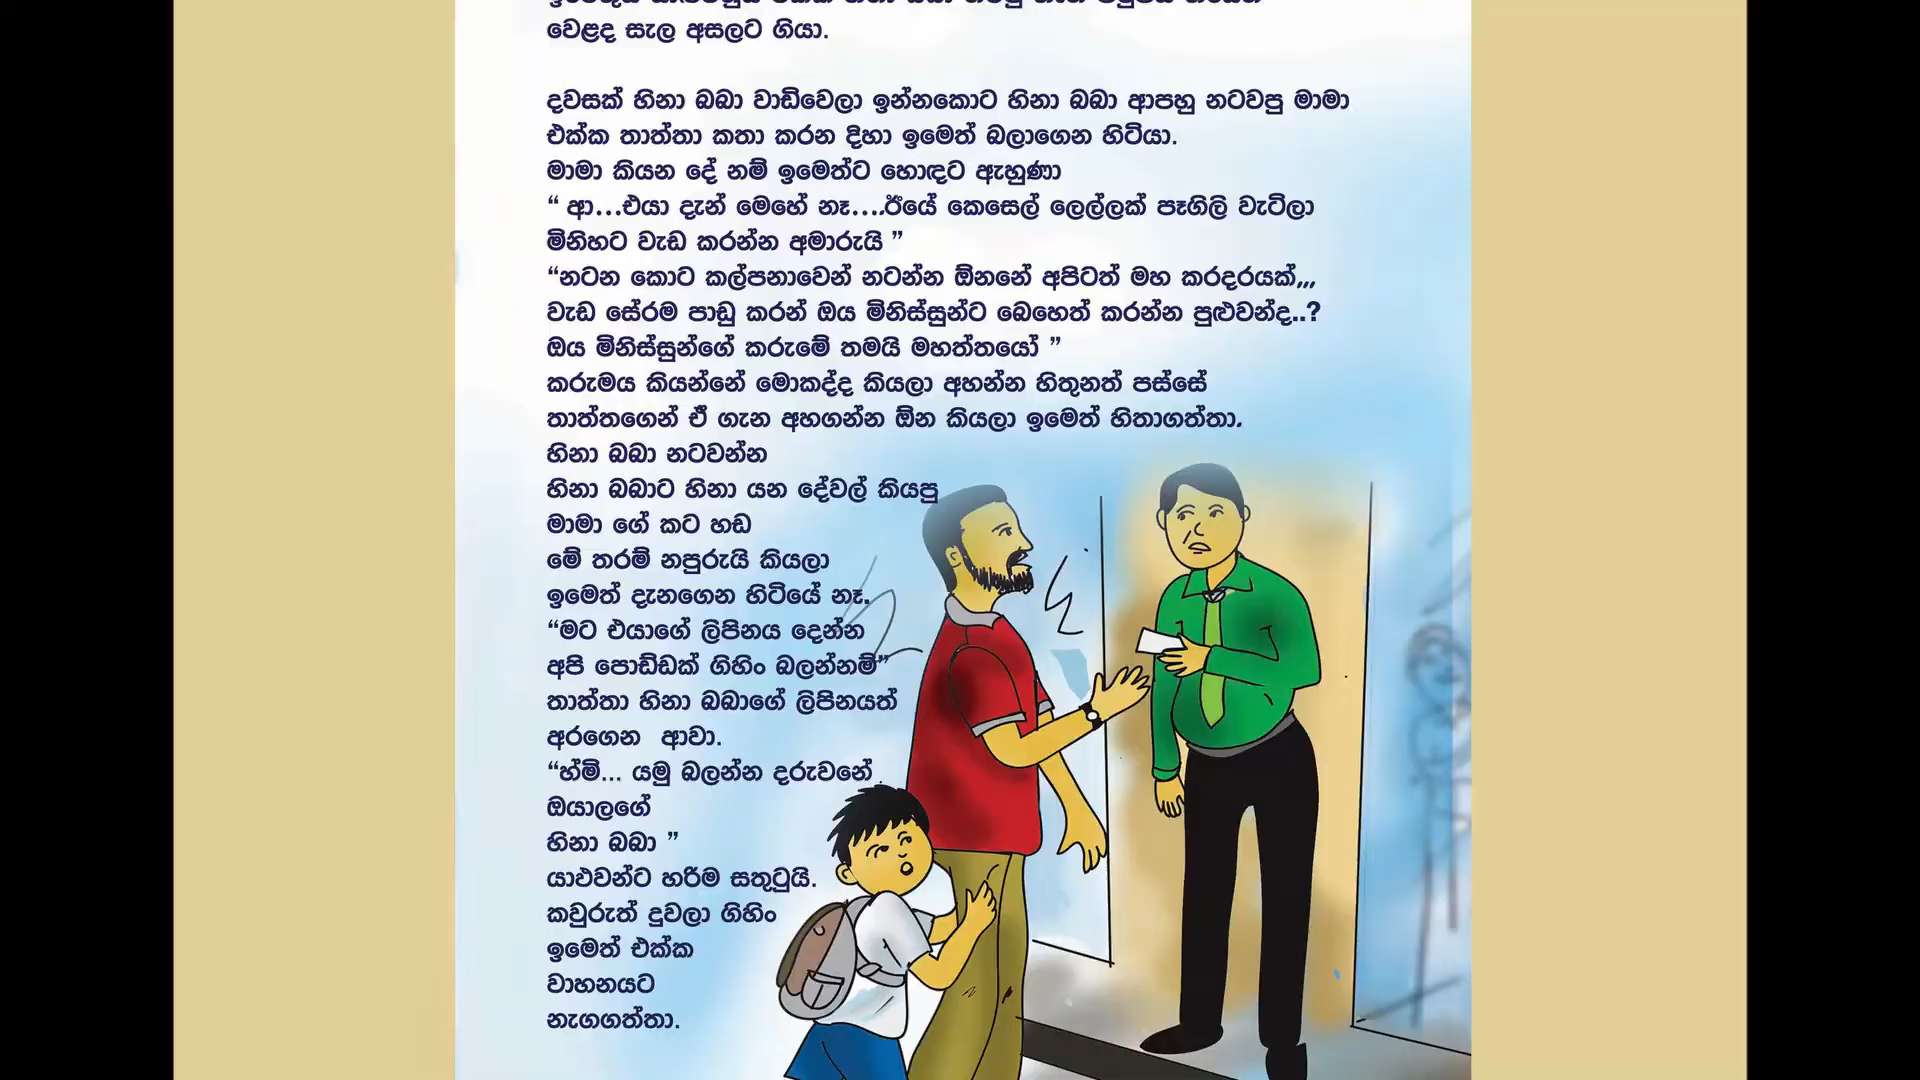 වෙළද සැල අසලට ගියා.
දවසක් හිනා බබා වාඩිවෙලා ඉන්නකොට හිනා බබා ආපහු නටවපු මාමා
එක්ක තාත්තා කතා කරන දිහා ඉමෙත් බලාගෙන හිටියා.
මාමා කියන දේ නම් ඉමෙත්ට හොඳට ඇහුණා
“ ආ...එයා දැන් මෙහේ නෑ....ඊයේ කෙසෙල් ලෙල්ලක් පෑගිලි වැටිලා
මිනිහට වැඩ කරන්න අමාරුයි ”
“නටන කොට කල්පනාවෙන් නටන්න ඕනනේ අපිටත් මහ කරදරයක්,,,
වැඩ සේරම පාඩු කරන් ඔය මිනිස්සුන්ට බෙහෙත් කරන්න පුළුවන්ද..?
ඔය මිනිස්සුන්ගේ කරුමේ තමයි මහත්තයෝ ”
කරුමය කියන්නේ මොකද්ද කියලා අහන්න හිතුනත් පස්සේ
තාත්තගෙන් ඒ ගැන අහගන්න ඕන කියලා ඉමෙත් හිතාගත්තා.
හිනා බබා නටවන්න
හිනා බබාට හිනා යන දේවල් කියපු
මාමා ගේ කට හඩ
මේ තරම් නපුරුයි කියලා
ඉමෙත් දැනගෙන හිටියේ නෑ.
“මට එයාගේ ලිපිනය දෙන්න
අපි පොඩ්ඩක් ගිහිං බලන්නම්”
තාත්තා හිනා බබාගේ ලිපිනයත්
අරගෙන ආවා.
“හ්ම්... යමු බලන්න දරුවනේ
ඔයාලගේ
හිනා බබා ”
යාළුවන්ට හරිම සතුටුයි.
කවුරුත් දුවලා ගිහිං
ඉමෙත් එක්ක
වාහනයට
නැගගත්තා.